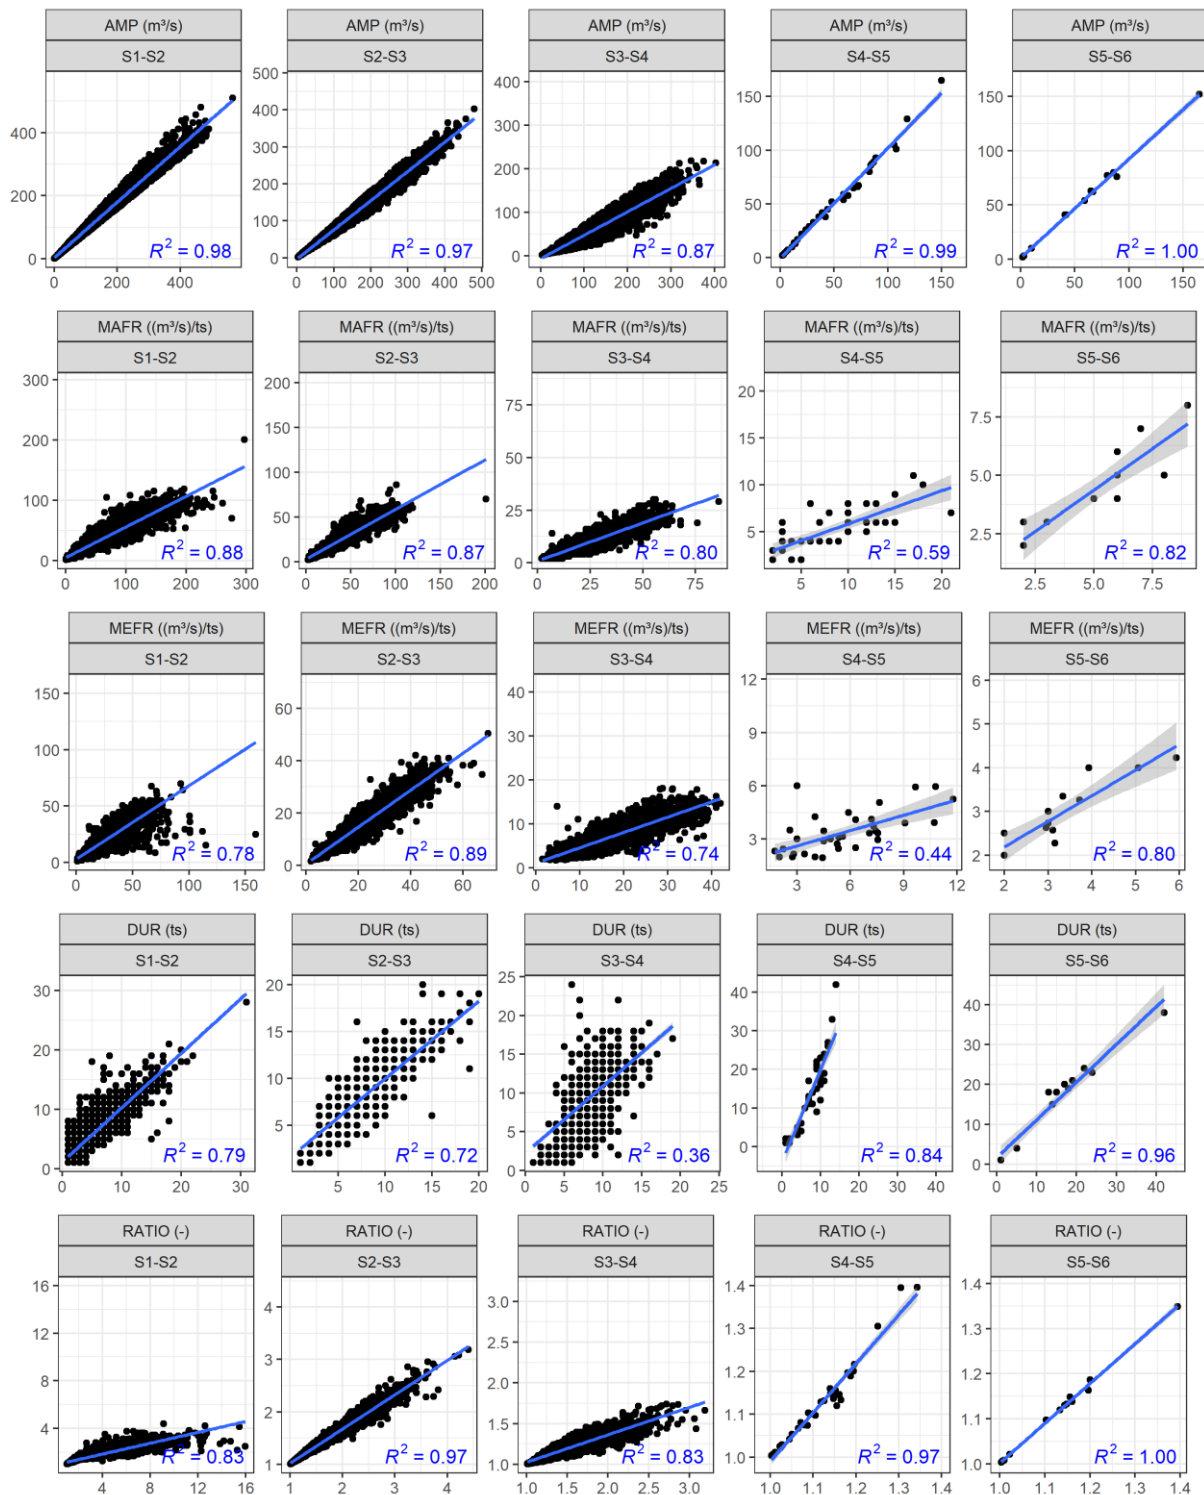 AMP (m³/s) AMP (m³/s) AMP (m³/s) AMP (m³/s) AMP (m³/s)
S1-S2 S2-S3 S3-S4 S4-S5 S5-S6
400 200 0
500 400 300 200 100 0
400 300 200 100 0
150 100 50 0
150 100 50 0
R² = 0.98 R² = 0.97 R² = 0.87 R² = 0.99 R² = 1.00
0 200 400 0 100 200 300 400 500 0 100 200 300 400 0 50 100 150 0 50 100 150
MAFR ((m³/s)/ts) MAFR ((m³/s)/ts) MAFR ((m³/s)/ts) MAFR ((m³/s)/ts) MAFR ((m³/s)/ts)
S1-S2 S2-S3 S3-S4 S4-S5 S5-S6
300 200 100 0
200 150 100 50 0
75 50 25 0
20 15 10 5
7.5 5.0 2.5
R² = 0.88 R² = 0.87 R² = 0.80 R² = 0.59 R² = 0.82
0 100 200 300 0 50 100 150 200 0 25 50 75 5 10 15 20 2.5 5.0 7.5
MEFR ((m³/s)/ts) MEFR ((m³/s)/ts) MEFR ((m³/s)/ts) MEFR ((m³/s)/ts) MEFR ((m³/s)/ts)
S1-S2 S2-S3 S3-S4 S4-S5 S5-S6
150 100 50 0
60 40 20 0
40 30 20 10 0
12 9 6 3
6 5 4 3 2
R² = 0.78 R² = 0.89 R² = 0.74 R² = 0.44 R² = 0.80
0 50 100 150 0 20 40 60 0 10 20 30 40 3 6 9 12 2 3 4 5 6
DUR (ts) DUR (ts) DUR (ts) DUR (ts) DUR (ts)
S1-S2 S2-S3 S3-S4 S4-S5 S5-S6
30 20 10 0
20 15 10 5
25 20 15 10 5 0
40 30 20 10 0
40 30 20 10 0
R² = 0.79 R² = 0.72 R² = 0.36 R² = 0.84 R² = 0.96
0 10 20 30 5 10 15 20 0 5 10 15 20 25 0 10 20 30 40 0 10 20 30 40
RATIO (-) RATIO (-) RATIO (-) RATIO (-) RATIO (-)
S1-S2 S2-S3 S3-S4 S4-S5 S5-S6
16 12 8 4
4 3 2 1
3.0 2.5 2.0 1.5 1.0
1.4 1.3 1.2 1.1 1.0
1.4 1.3 1.2 1.1 1.0
R² = 0.83 R² = 0.97 R² = 0.83 R² = 0.97 R² = 1.00
4 8 12 16 1 2 3 4 1.0 1.5 2.0 2.5 3.0 1.0 1.1 1.2 1.3 1.4 1.0 1.1 1.2 1.3 1.4